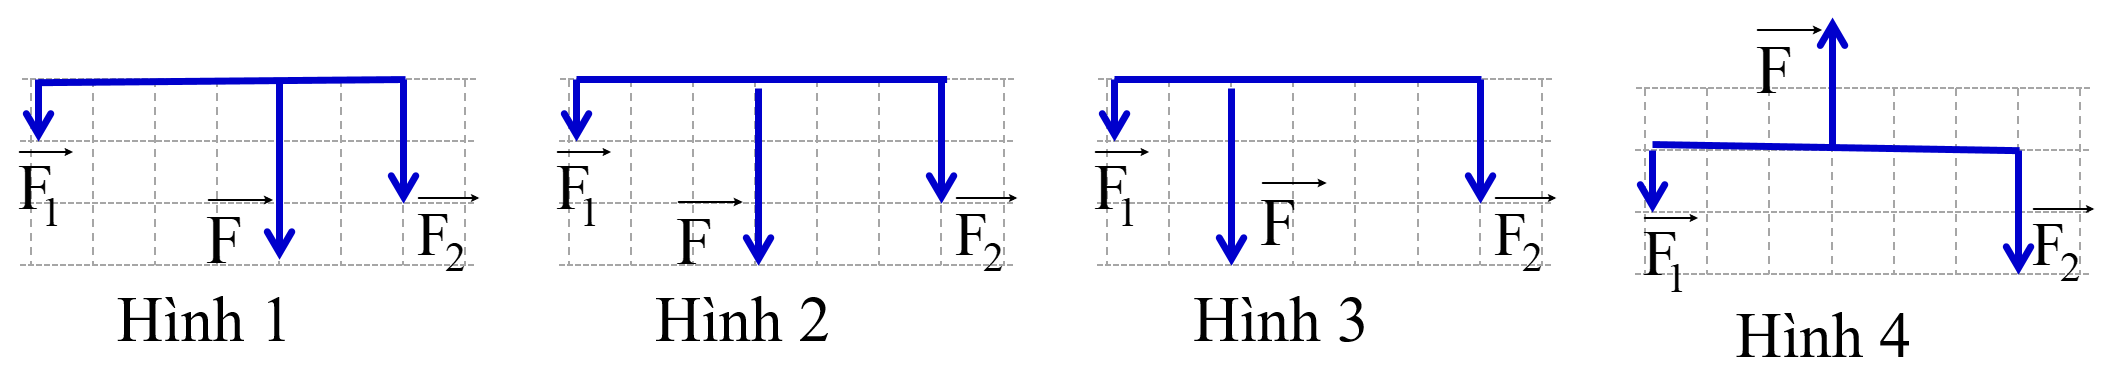 F₁ F F₂
Hình 1
F₁ F F₂
Hình 2
F₁ F F₂
Hình 3
F
F₁ F₂
Hình 4